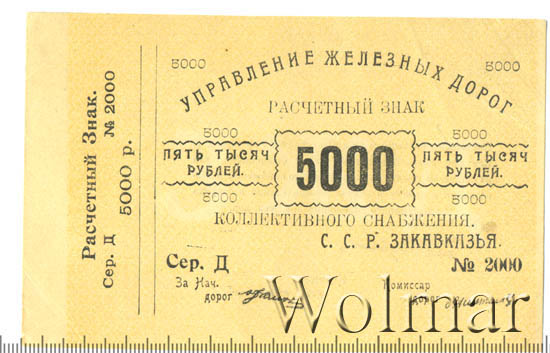 Расчетный Знак.
Сер. Д № 2000
5000 р.
5000 5000
УПРАВЛЕНИЕ ЖЕЛЕЗНЫХ ДОРОГ
РАСЧЕТНЫЙ ЗНАК
5000 5000
ПЯТЬ ТЫСЯЧ
РУБЛЕЙ.
5000
ПЯТЬ ТЫСЯЧ
РУБЛЕЙ.
5000 5000
КОЛЛЕКТИВНОГО СНАБЖЕНИЯ.
С. С. Р. ЗАКАВКАЗЬЯ.
Сер. Д № 2000
За Нач.
дорог
Комиссар
дорог
Wolmar